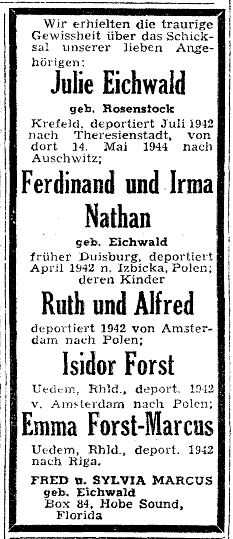 Wir erhielten die traurige
Gewissheit über das Schick-
sal unserer lieben Ange-
hörigen:
Julie Eichwald
geb. Rosenstock
Krefeld, deportiert Juli 1942
nach Theresienstadt, von
dort 14. Mai 1944 nach
Auschwitz;
Ferdinand und Irma
Nathan
geb. Eichwald
früher Duisburg, deportiert
April 1942 n. Izbicka, Polen;
deren Kinder
Ruth und Alfred
deportiert 1942 von Amster-
dam nach Polen;
Isidor Forst
Uedem, Rhld., deport. 1942
v. Amsterdam nach Polen;
Emma Forst-Marcus
Uedem, Rhld., deport. 1942
nach Riga.
FRED u. SYLVIA MARCUS
geb. Eichwald
Box 84, Hobe Sound,
Florida